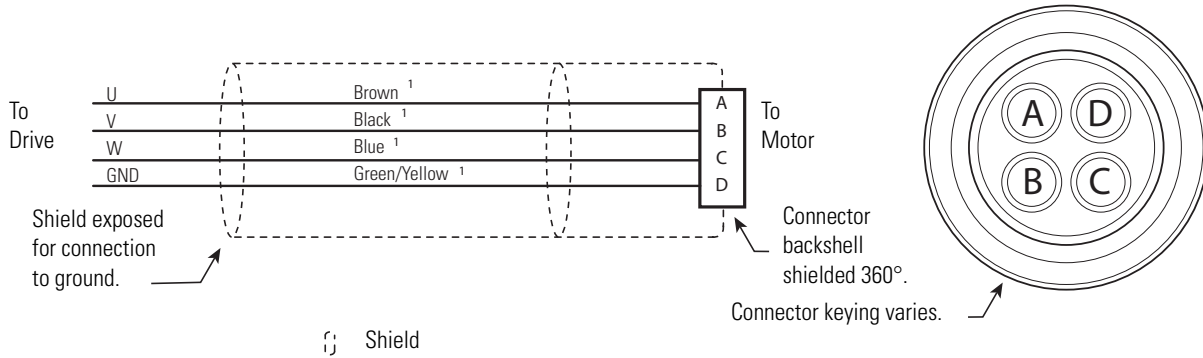 To
Drive
U Brown ¹ A
V Black ¹ B
W Blue ¹ C
GND Green/Yellow ¹ D
To
Motor
Shield exposed
for connection
to ground.
Connector
backshell
shielded 360°.
A D
B C
Connector keying varies.
Shield